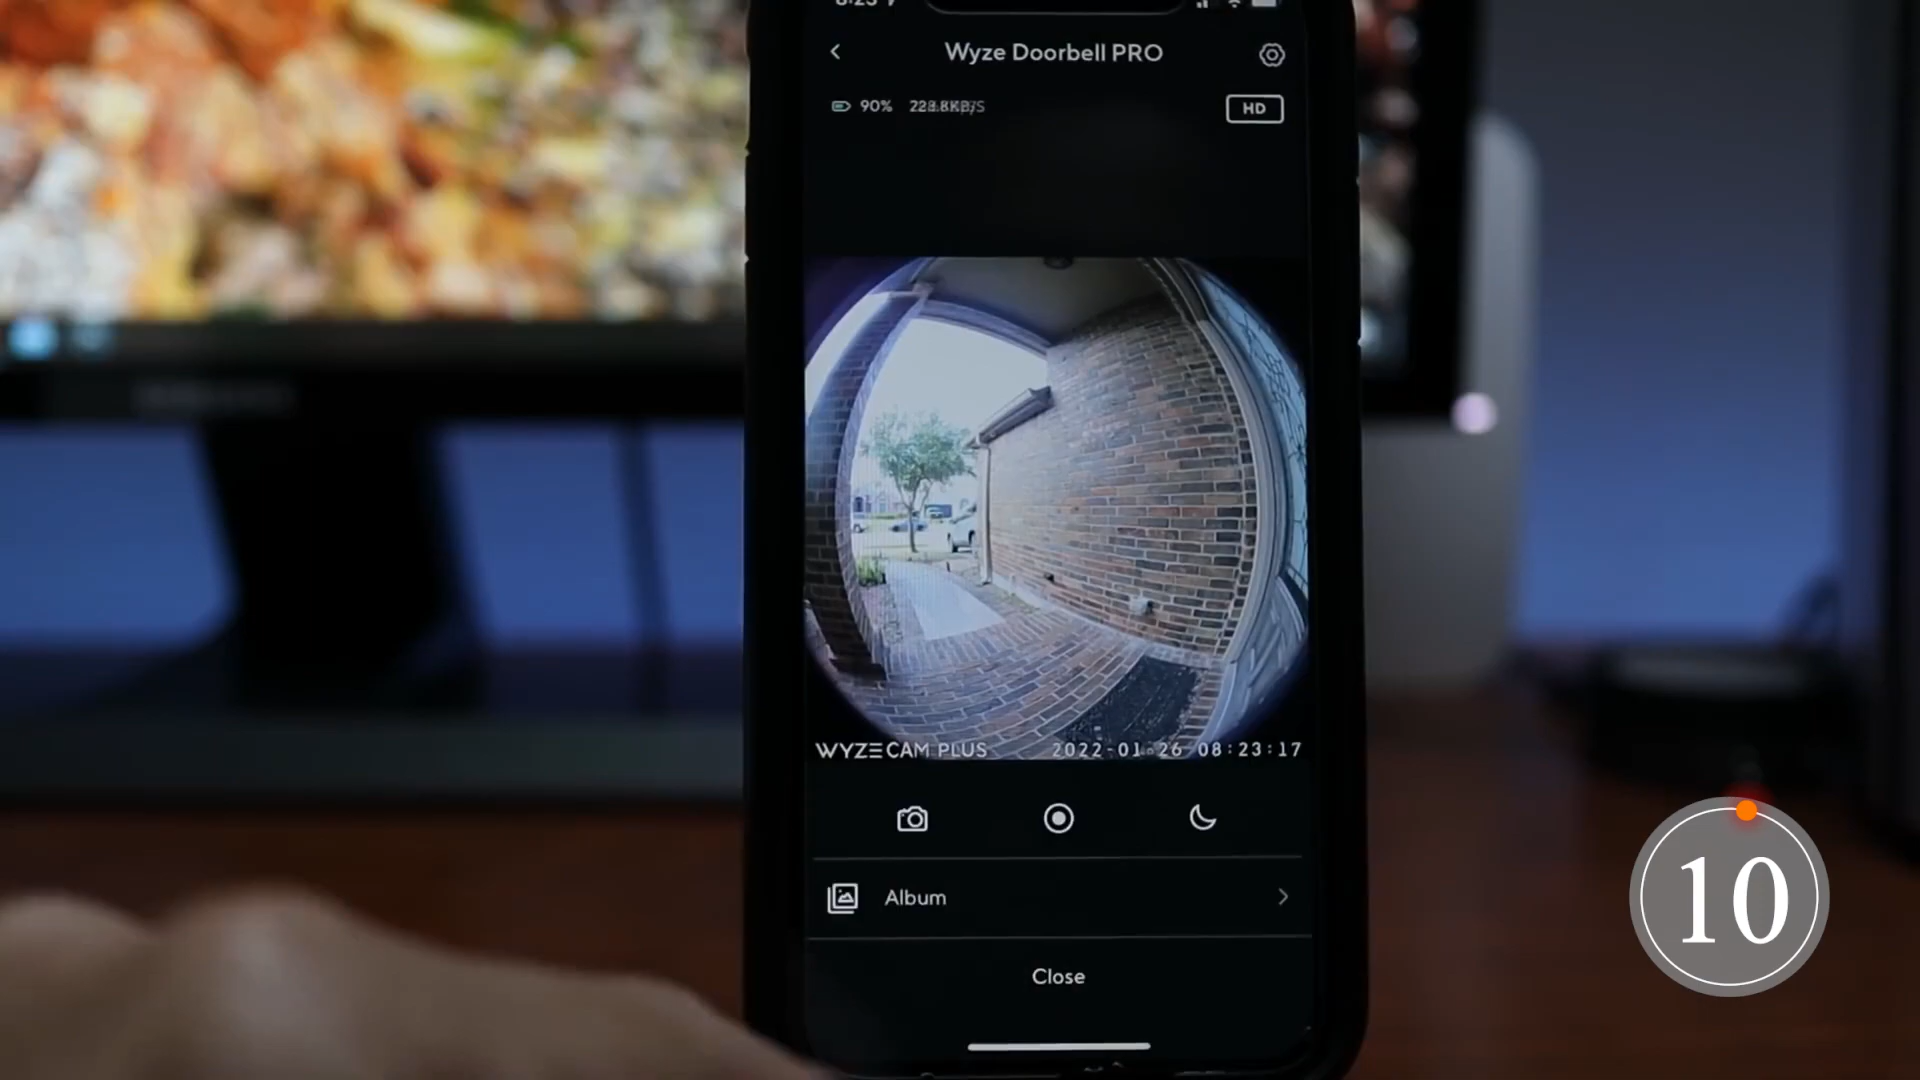 Wyze Doorbell PRO
90%
HD
WYZE CAM PLUS 2022-01-26 08:23:17
Album
Close
10